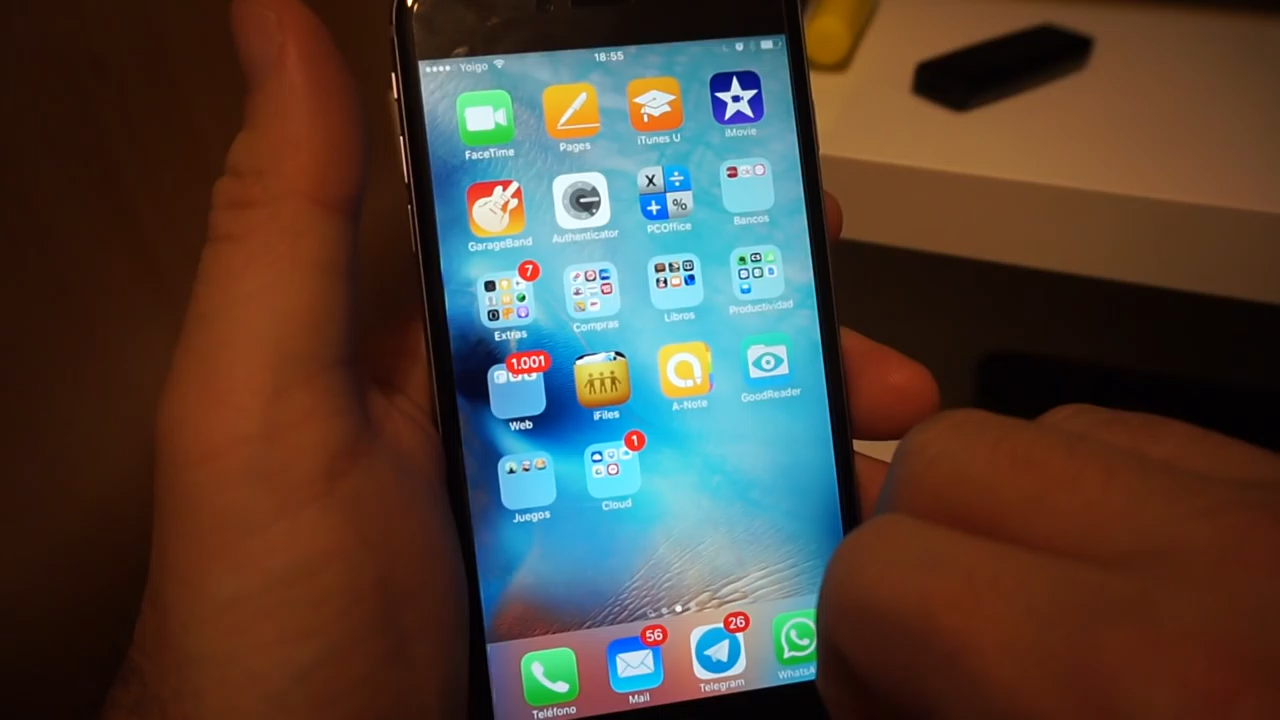 Yoigo 18:55
FaceTime Pages iTunes U iMovie
X ÷ + %
GarageBand Authenticator PCOffice Bancos
7
Extras Compras Libros Productividad
1.001
Web iFiles A-Note GoodReader
1
Juegos Cloud
56 26
Teléfono Mail Telegram WhatsA